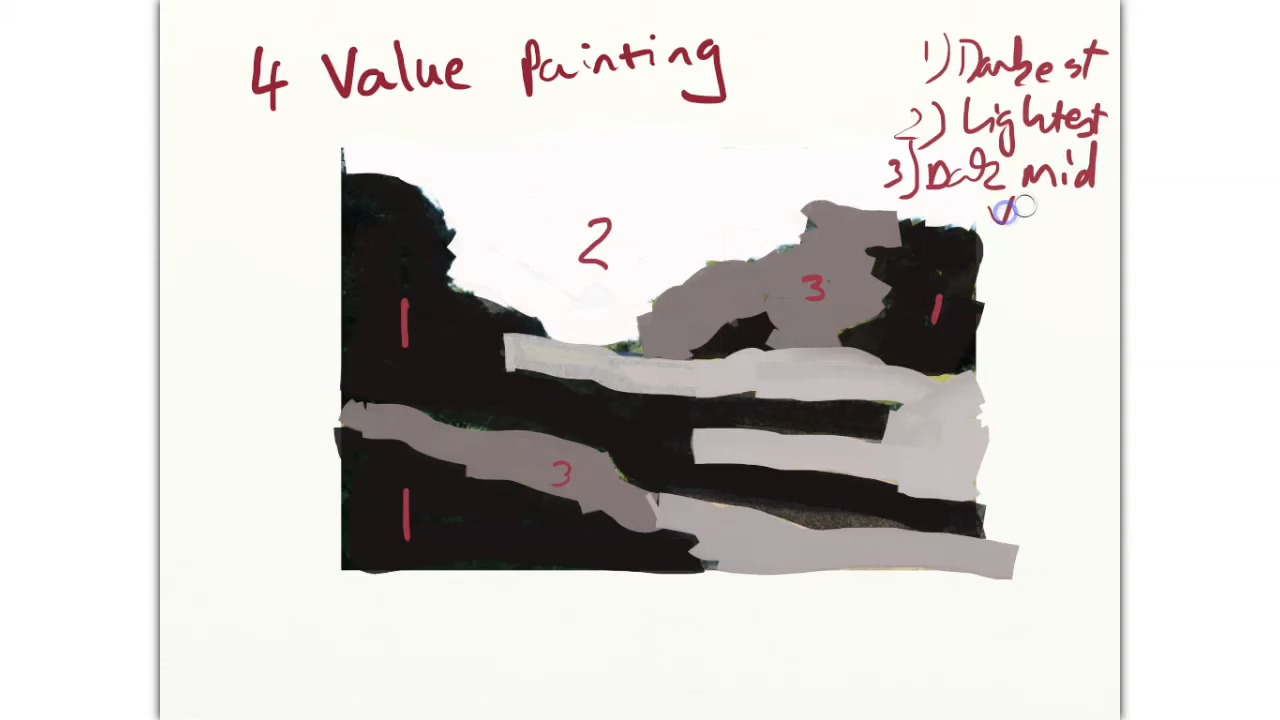 4 Value Painting
1) Darkest
2) Lightest
3) Dark mid
2
3
1
1
3
1